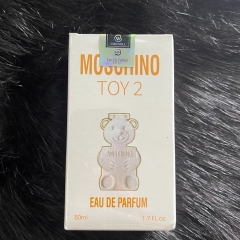 MOSCHINO
TOY 2
EAU DE PARFUM
50ml 1.7 Fl.oz